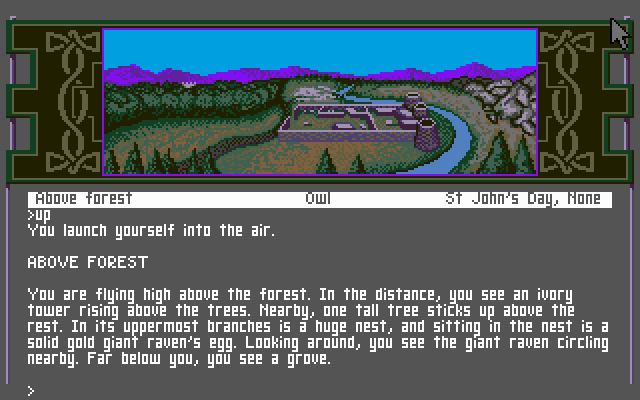 Above forest Owl St John's Day, None
>up
You launch yourself into the air.
ABOVE FOREST
You are flying high above the forest. In the distance, you see an ivory
tower rising above the trees. Nearby, one tall tree sticks up above the
rest. In its uppermost branches is a huge nest, and sitting in the nest is a
solid gold giant raven's egg. Looking around, you see the giant raven circling
nearby. Far below you, you see a grove.
>